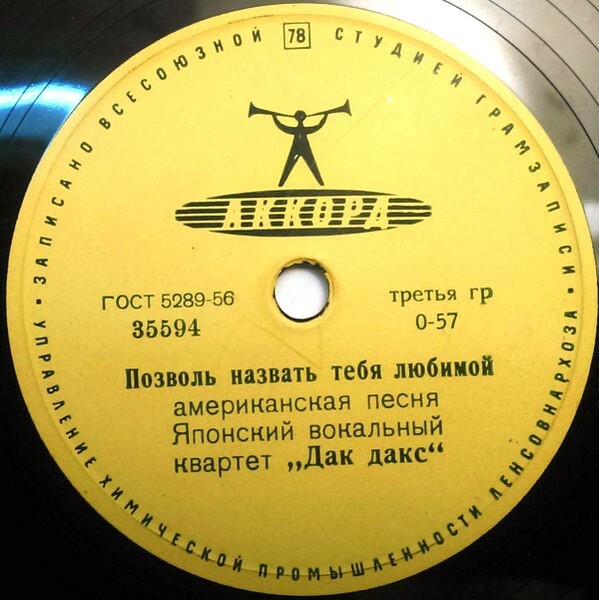 ЗАПИСАНО ВСЕСОЮЗНОЙ 78 СТУДИЕЙ ГРАМЗАПИСИ
АККОРД
ГОСТ 5289-56 третья гр
35594 0-57
Позволь назвать тебя любимой
американская песня
Японский вокальный
квартет „Дак дакс“
УПРАВЛЕНИЕ ХИМИЧЕСКОЙ ПРОМЫШЛЕННОСТИ ЛЕНСОВНАРХОЗА